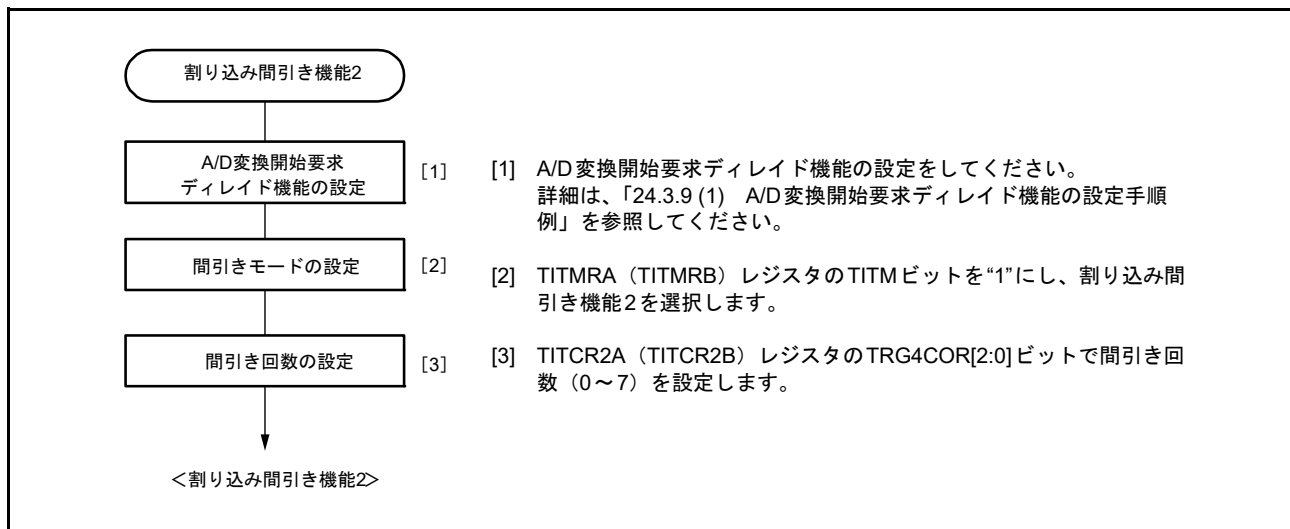 割り込み間引き機能2
A/D変換開始要求
ディレイド機能の設定
[1]
[1] A/D変換開始要求ディレイド機能の設定をしてください。
詳細は、「24.3.9 (1) A/D変換開始要求ディレイド機能の設定手順
例」を参照してください。
間引きモードの設定
[2]
[2] TITMRA（TITMRB）レジスタのTITMビットを“1”にし、割り込み間
引き機能2を選択します。
間引き回数の設定
[3]
[3] TITCR2A（TITCR2B）レジスタのTRG4COR[2:0]ビットで間引き回
数（0～7）を設定します。
＜割り込み間引き機能2＞